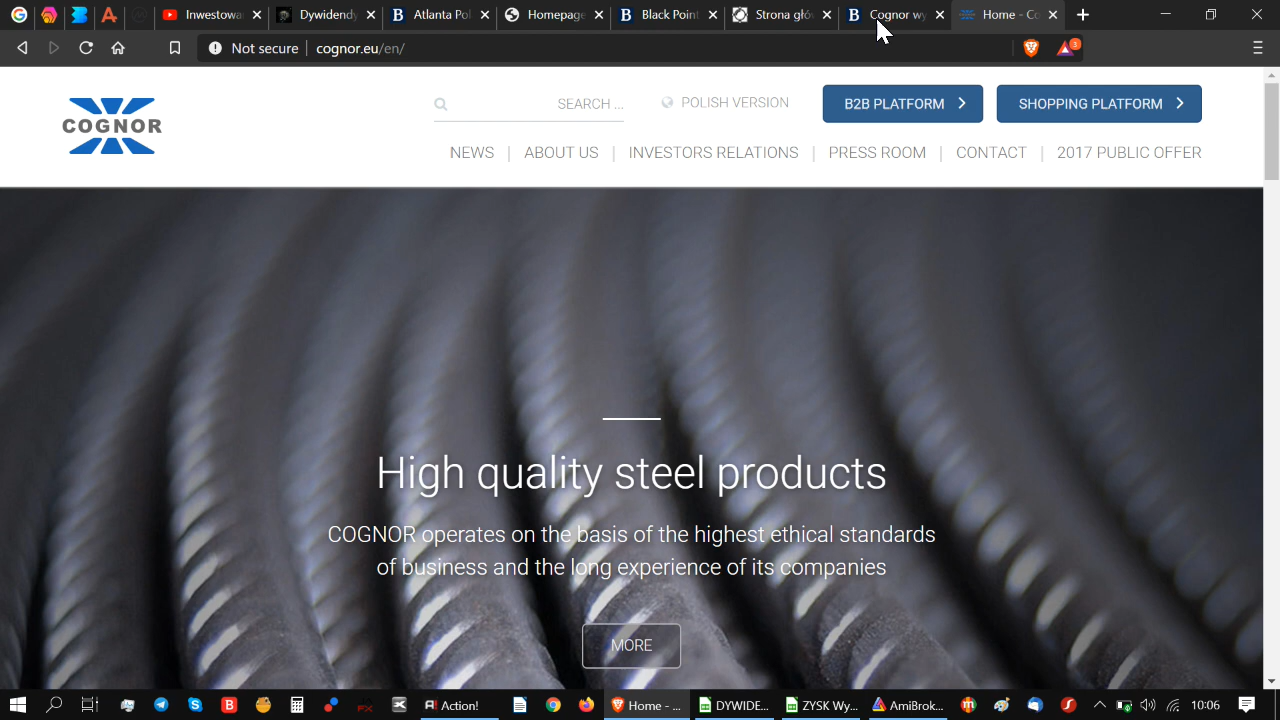 Inwestowa
Dywidend
Atlanta Pol
Homepage
Black Point
Strona głów
Cognor wy
Home - Co
Not secure
cognor.eu/en/
3
COGNOR
SEARCH ...
POLISH VERSION
B2B PLATFORM
SHOPPING PLATFORM
NEWS | ABOUT US | INVESTORS RELATIONS | PRESS ROOM | CONTACT | 2017 PUBLIC OFFER
High quality steel products
COGNOR operates on the basis of the highest ethical standards
of business and the long experience of its companies
MORE
Action!
Home - ...
DYWIDE...
ZYSK Wy...
AmiBrok...
10:06